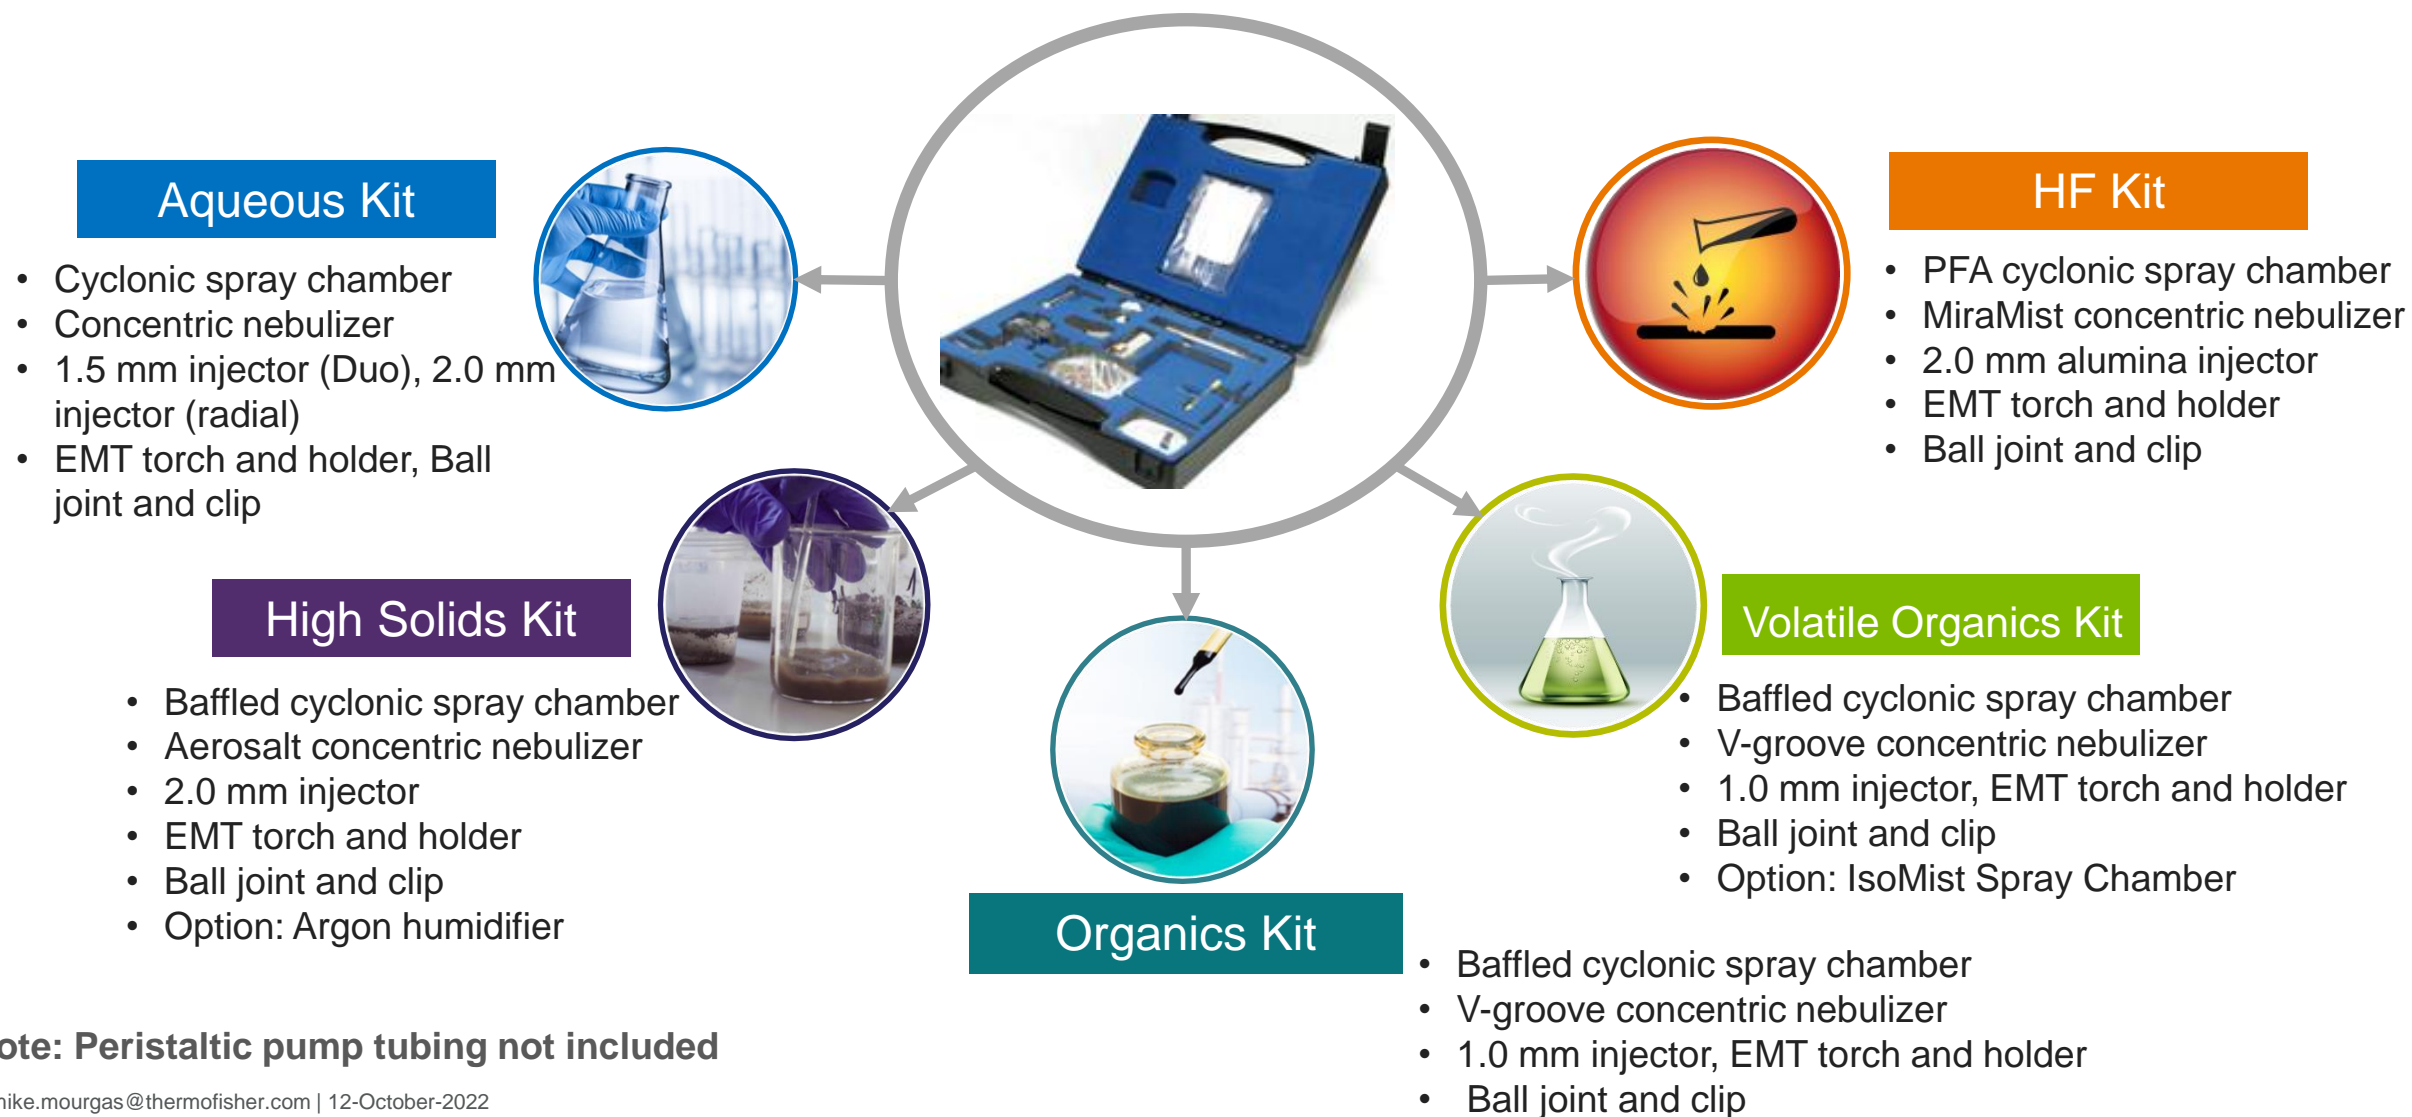 Aqueous Kit
• Cyclonic spray chamber
• Concentric nebulizer
• 1.5 mm injector (Duo), 2.0 mm
injector (radial)
• EMT torch and holder, Ball
joint and clip
HF Kit
• PFA cyclonic spray chamber
• MiraMist concentric nebulizer
• 2.0 mm alumina injector
• EMT torch and holder
• Ball joint and clip
High Solids Kit
• Baffled cyclonic spray chamber
• Aerosalt concentric nebulizer
• 2.0 mm injector
• EMT torch and holder
• Ball joint and clip
• Option: Argon humidifier
Volatile Organics Kit
• Baffled cyclonic spray chamber
• V-groove concentric nebulizer
• 1.0 mm injector, EMT torch and holder
• Ball joint and clip
• Option: IsoMist Spray Chamber
Organics Kit
• Baffled cyclonic spray chamber
• V-groove concentric nebulizer
• 1.0 mm injector, EMT torch and holder
• Ball joint and clip
ote: Peristaltic pump tubing not included
mike.mourgas@thermofisher.com | 12-October-2022